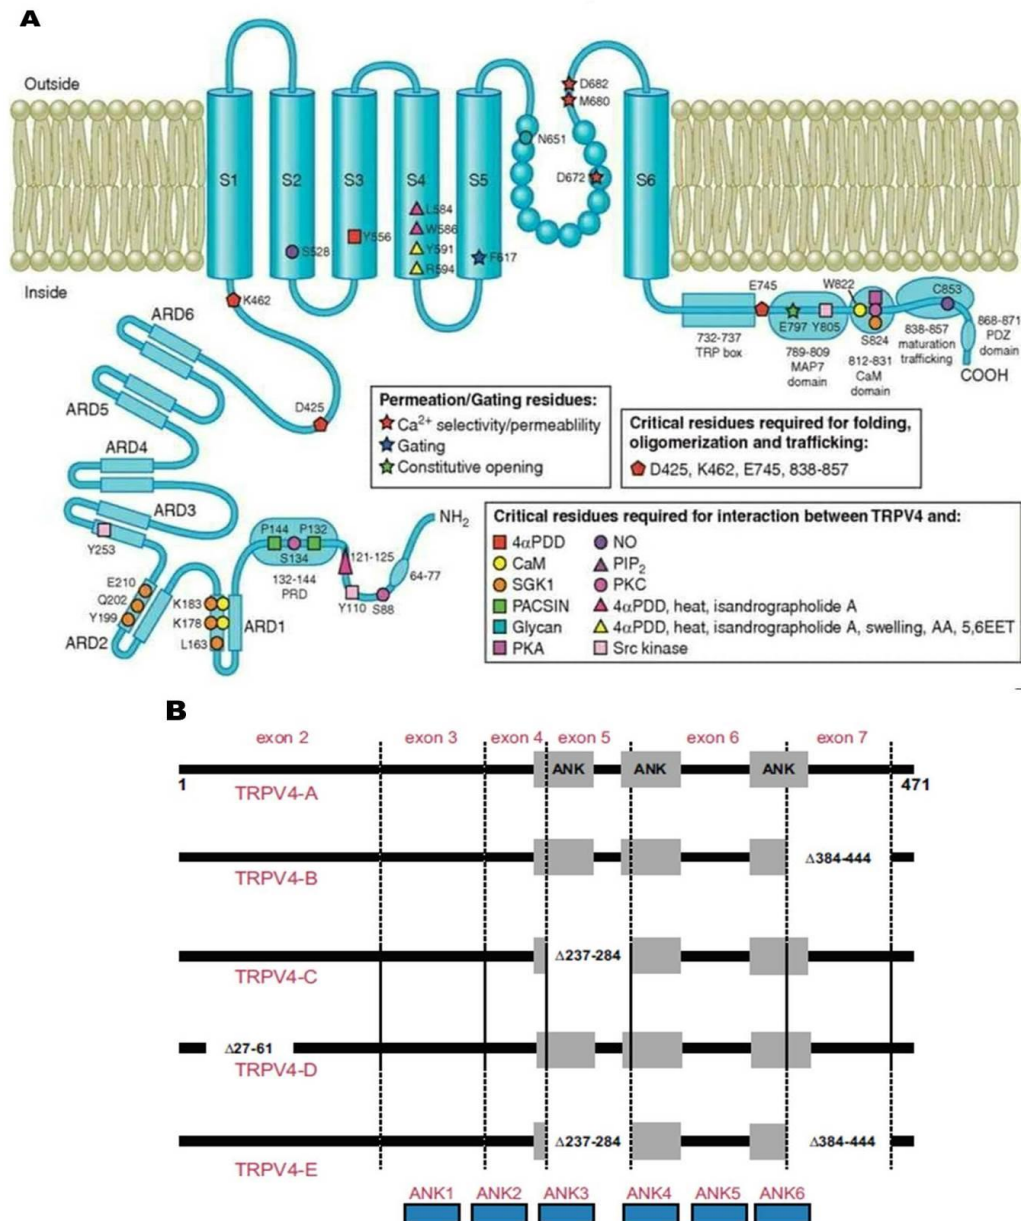 A
Outside
Inside
S1
S2
S3
S4
S5
S6
D682
M680
N651
D672
L584
W586
Y591
R594
Y556
S528
F617
K462
D425
E745
W822
C853
E797
Y805
S824
732-737
TRP box
789-809
MAP7
domain
812-831
CaM
domain
838-857
maturation
trafficking
868-871
PDZ
domain
COOH
ARD6
ARD5
ARD4
ARD3
Y253
E210
Q202
Y199
ARD2
K183
K178
L163
ARD1
P144
P132
S134
132-144
PRD
121-125
Y110
S88
64-77
NH2
Permeation/Gating residues:
Ca2+ selectivity/permeablility
Gating
Constitutive opening
Critical residues required for folding,
oligomerization and trafficking:
D425, K462, E745, 838-857
Critical residues required for interaction between TRPV4 and:
4αPDD
CaM
SGK1
PACSIN
Glycan
PKA
NO
PIP2
PKC
4αPDD, heat, isandrographolide A
4αPDD, heat, isandrographolide A, swelling, AA, 5,6EET
Src kinase
B
exon 2 exon 3 exon 4 exon 5 exon 6 exon 7
ANK ANK ANK
1 471
TRPV4-A
Δ384-444
TRPV4-B
Δ237-284
TRPV4-C
Δ27-61
TRPV4-D
Δ237-284 Δ384-444
TRPV4-E
ANK1 ANK2 ANK3 ANK4 ANK5 ANK6